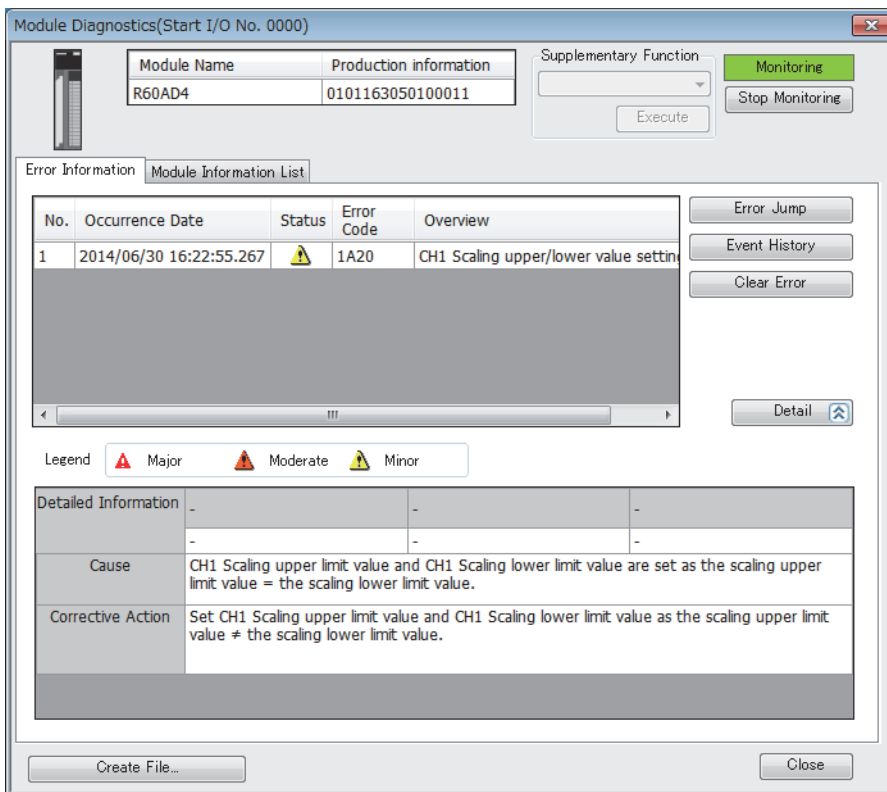 Module Diagnostics(Start I/O No. 0000)
Module Name Production information
R60AD4 0101163050100011
Supplementary Function
Execute
Monitoring
Stop Monitoring
Error Information Module Information List
No. Occurrence Date Status Error Code Overview
1 2014/06/30 16:22:55.267 1A20 CH1 Scaling upper/lower value setting
Error Jump
Event History
Clear Error
Detail
Legend Major Moderate Minor
Detailed Information - - -
- - -
Cause CH1 Scaling upper limit value and CH1 Scaling lower limit value are set as the scaling upper
limit value = the scaling lower limit value.
Corrective Action Set CH1 Scaling upper limit value and CH1 Scaling lower limit value as the scaling upper limit
value ≠ the scaling lower limit value.
Create File...
Close